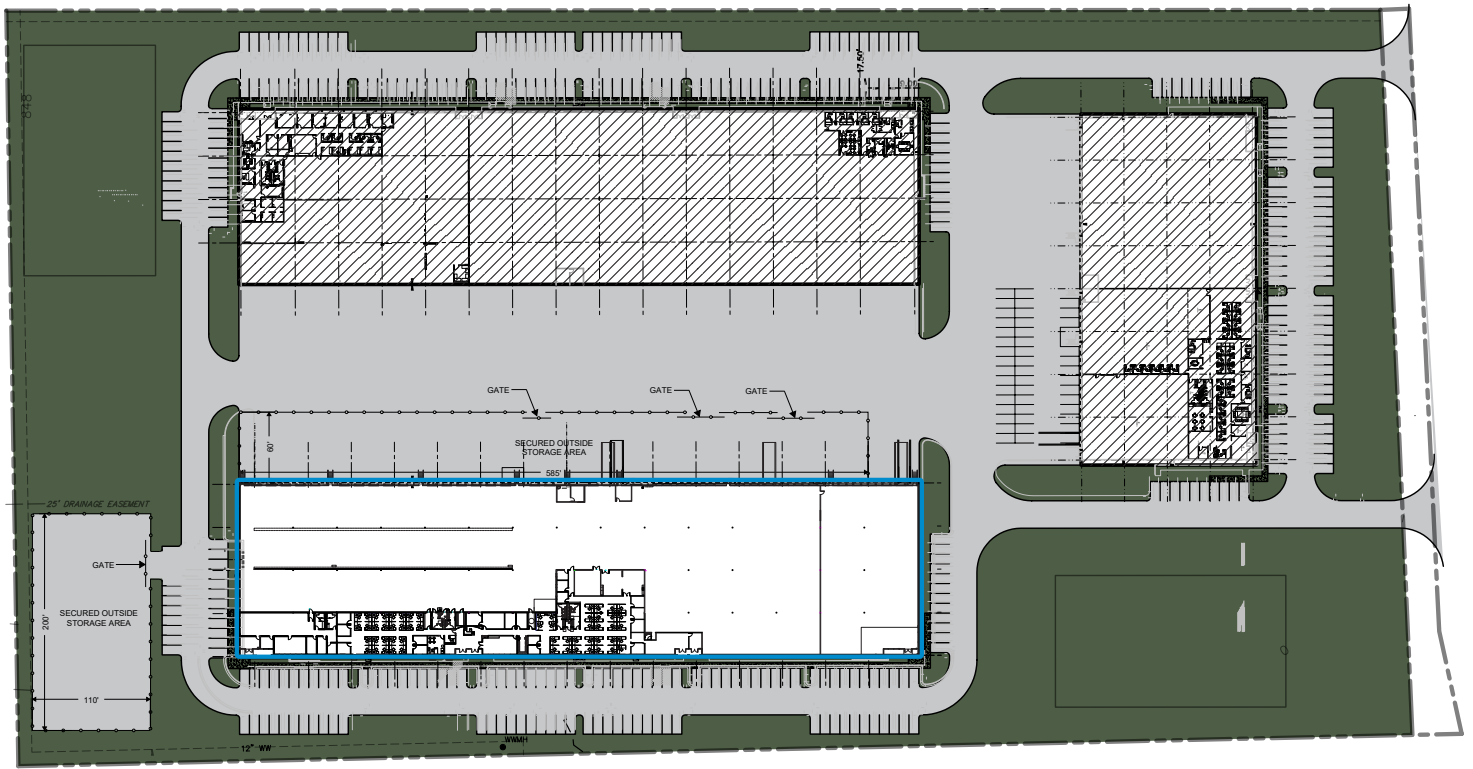 17.50'
848
GATE
GATE
GATE
60'
SECURED OUTSIDE
STORAGE AREA
585'
25' DRAINAGE EASEMENT
GATE
SECURED OUTSIDE
STORAGE AREA
200'
110'
12" WW
WWMH